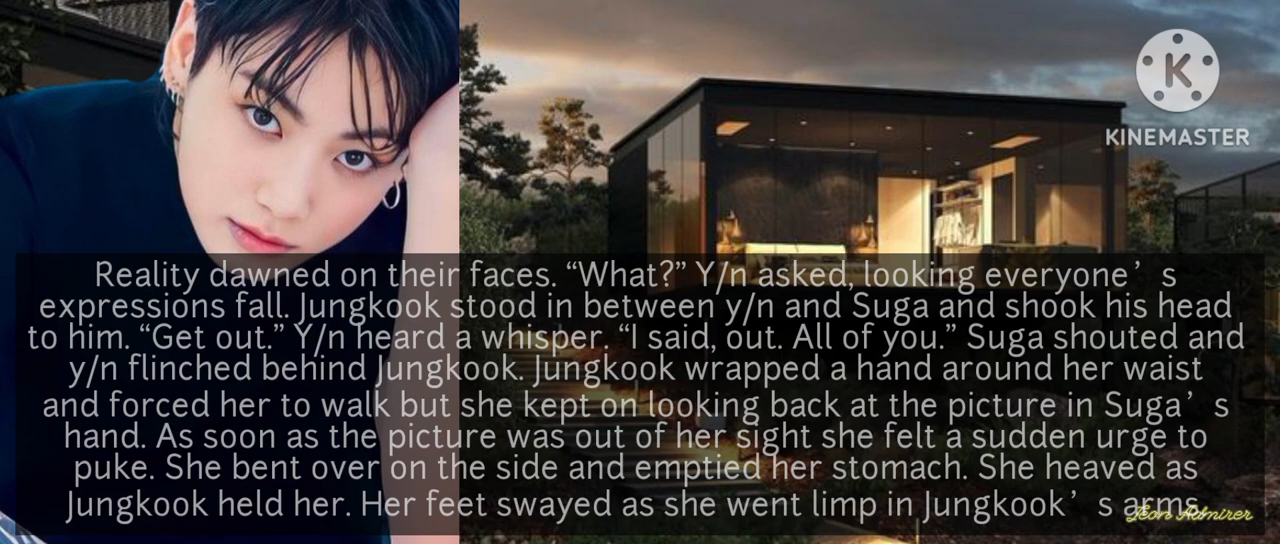 KINEMASTER
Reality dawned on their faces. “What?” Y/n asked, looking everyone’s
expressions fall. Jungkook stood in between y/n and Suga and shook his head
to him. “Get out.” Y/n heard a whisper. “I said, out. All of you.” Suga shouted and
y/n flinched behind Jungkook. Jungkook wrapped a hand around her waist
and forced her to walk but she kept on looking back at the picture in Suga’s
hand. As soon as the picture was out of her sight she felt a sudden urge to
puke. She bent over on the side and emptied her stomach. She heaved as
Jungkook held her. Her feet swayed as she went limp in Jungkook’s arms.
Jeon Admirer